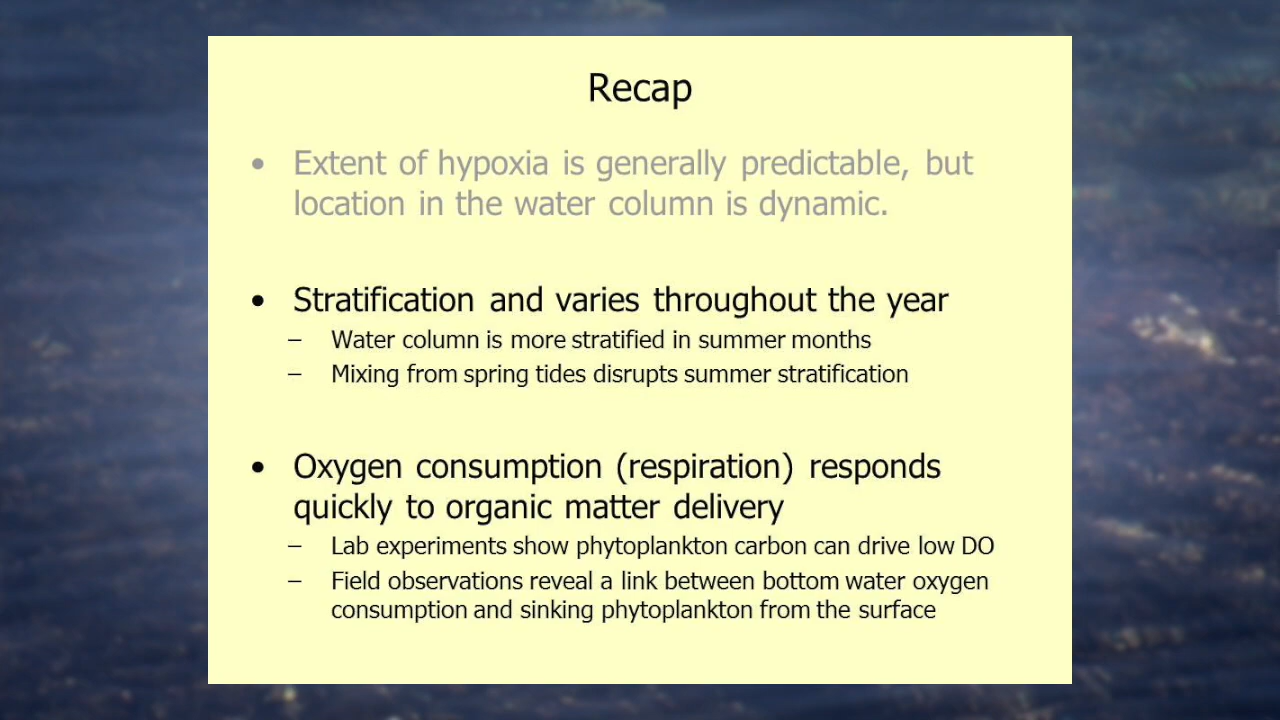 Recap
• Extent of hypoxia is generally predictable, but
location in the water column is dynamic.
• Stratification and varies throughout the year
– Water column is more stratified in summer months
– Mixing from spring tides disrupts summer stratification
• Oxygen consumption (respiration) responds
quickly to organic matter delivery
– Lab experiments show phytoplankton carbon can drive low DO
– Field observations reveal a link between bottom water oxygen
consumption and sinking phytoplankton from the surface